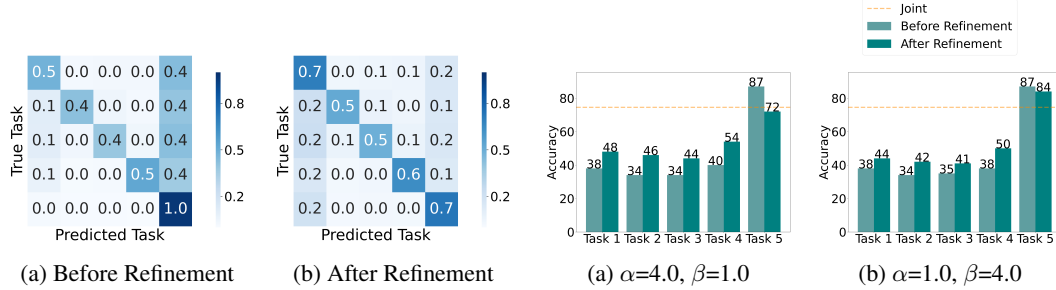 Joint
Before Refinement
After Refinement
True Task
0.5 0.0 0.0 0.0 0.4
0.1 0.4 0.0 0.0 0.4
0.1 0.0 0.4 0.0 0.4
0.1 0.0 0.0 0.5 0.4
0.0 0.0 0.0 0.0 1.0
Predicted Task
0.8
0.5
0.2
(a) Before Refinement
True Task
0.7 0.0 0.1 0.1 0.2
0.2 0.5 0.0 0.1 0.2
0.2 0.1 0.5 0.1 0.2
0.2 0.0 0.0 0.6 0.1
0.2 0.0 0.0 0.0 0.7
Predicted Task
0.8
0.5
0.2
(b) After Refinement
Accuracy
80
60
40
20
0
38 48 34 46 34 44 40 54 87 72
Task 1 Task 2 Task 3 Task 4 Task 5
(a) α=4.0, β=1.0
Accuracy
80
60
40
20
0
38 44 34 42 35 41 38 50 87 84
Task 1 Task 2 Task 3 Task 4 Task 5
(b) α=1.0, β=4.0